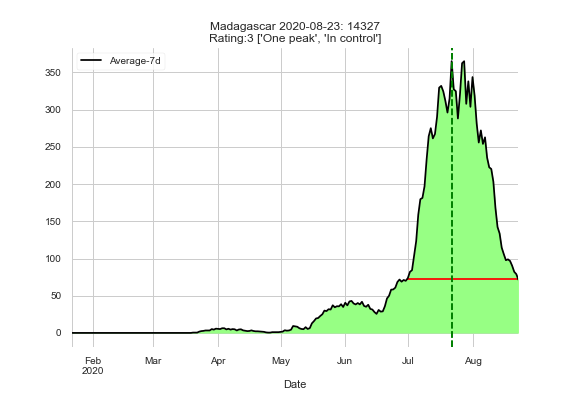 Madagascar 2020-08-23: 14327
Rating:3 ['One peak', 'In control']
Average-7d
350
300
250
200
150
100
50
0
Feb
2020
Mar
Apr
May
Jun
Jul
Aug
Date